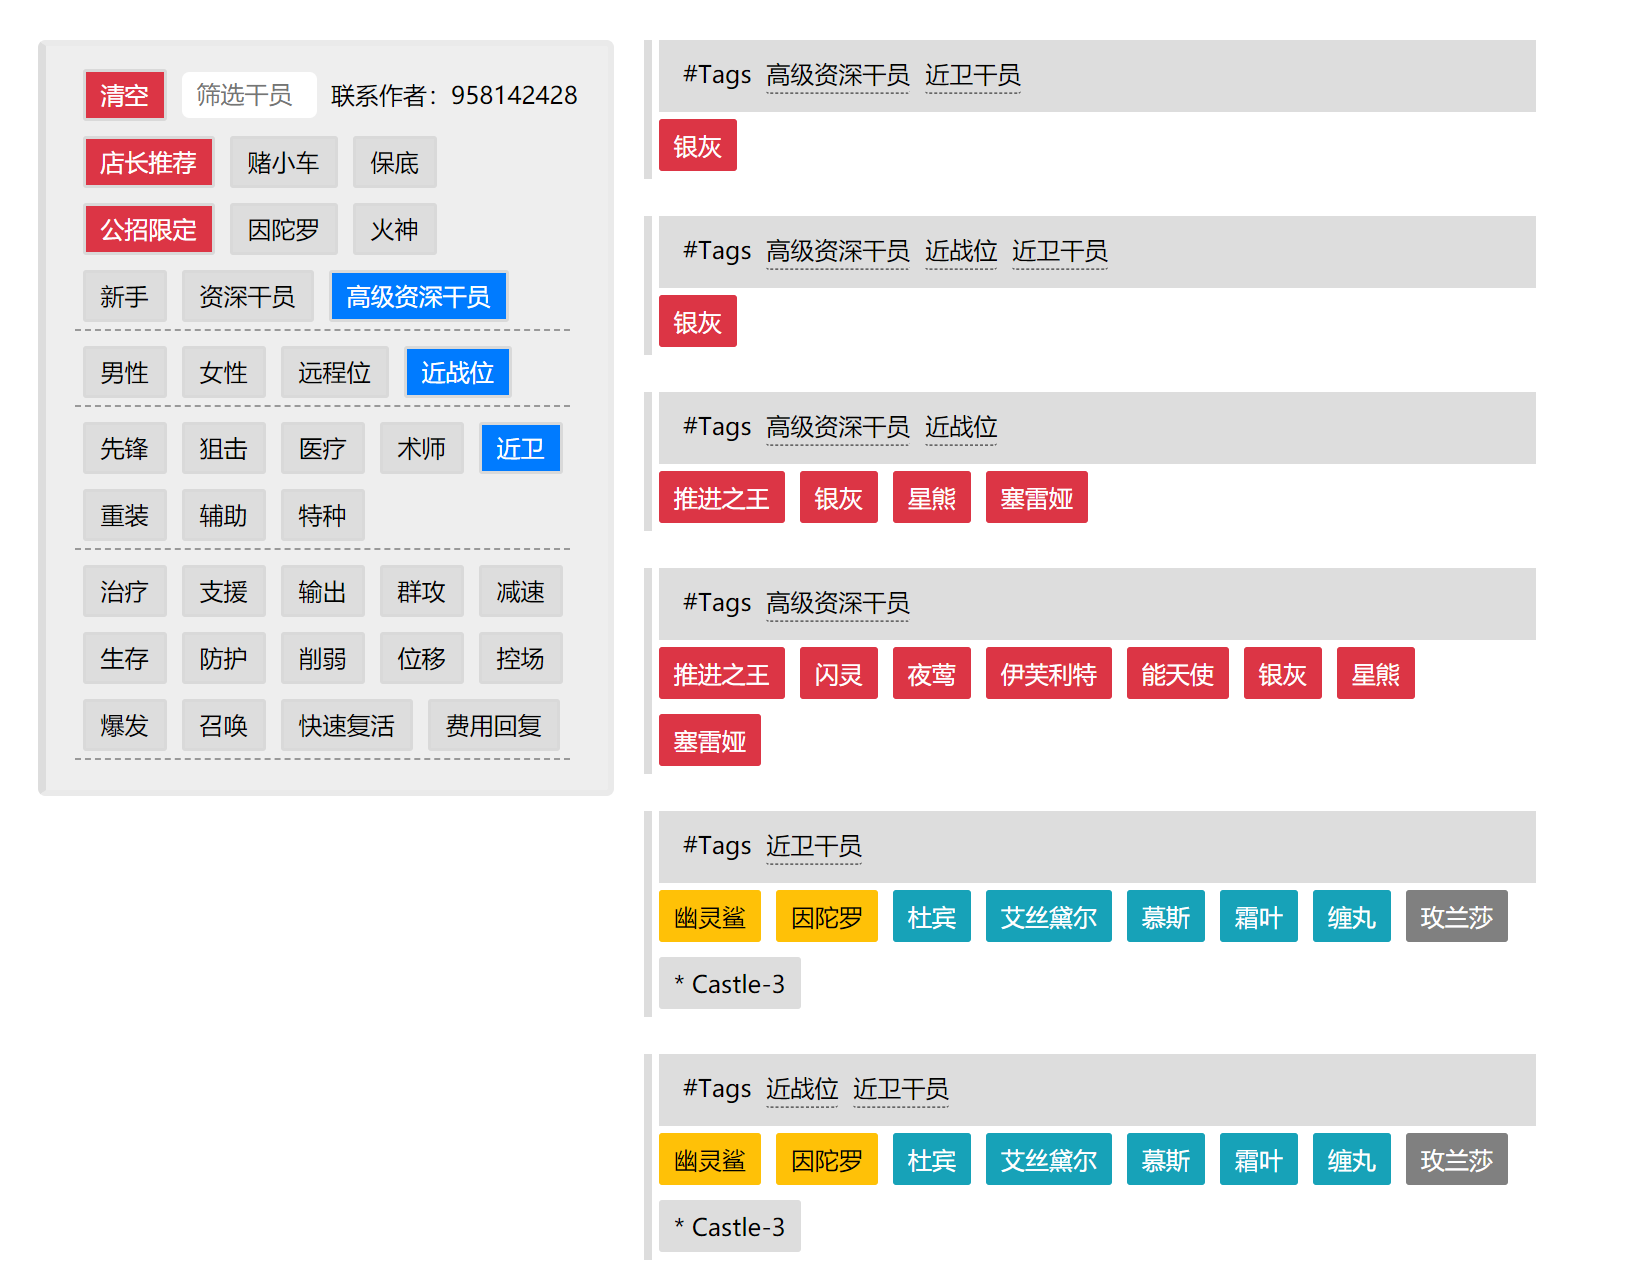 清空 筛选干员 联系作者：958142428
店长推荐 赌小车 保底
公招限定 因陀罗 火神
新手 资深干员 高级资深干员
男性 女性 远程位 近战位
先锋 狙击 医疗 术师 近卫
重装 辅助 特种
治疗 支援 输出 群攻 减速
生存 防护 削弱 位移 控场
爆发 召唤 快速复活 费用回复
#Tags 高级资深干员 近卫干员
银灰
#Tags 高级资深干员 近战位 近卫干员
银灰
#Tags 高级资深干员 近战位
推进之王 银灰 星熊 塞雷娅
#Tags 高级资深干员
推进之王 闪灵 夜莺 伊芙利特 能天使 银灰 星熊
塞雷娅
#Tags 近卫干员
幽灵鲨 因陀罗 杜宾 艾丝黛尔 慕斯 霜叶 缠丸 玫兰莎
* Castle-3
#Tags 近战位 近卫干员
幽灵鲨 因陀罗 杜宾 艾丝黛尔 慕斯 霜叶 缠丸 玫兰莎
* Castle-3